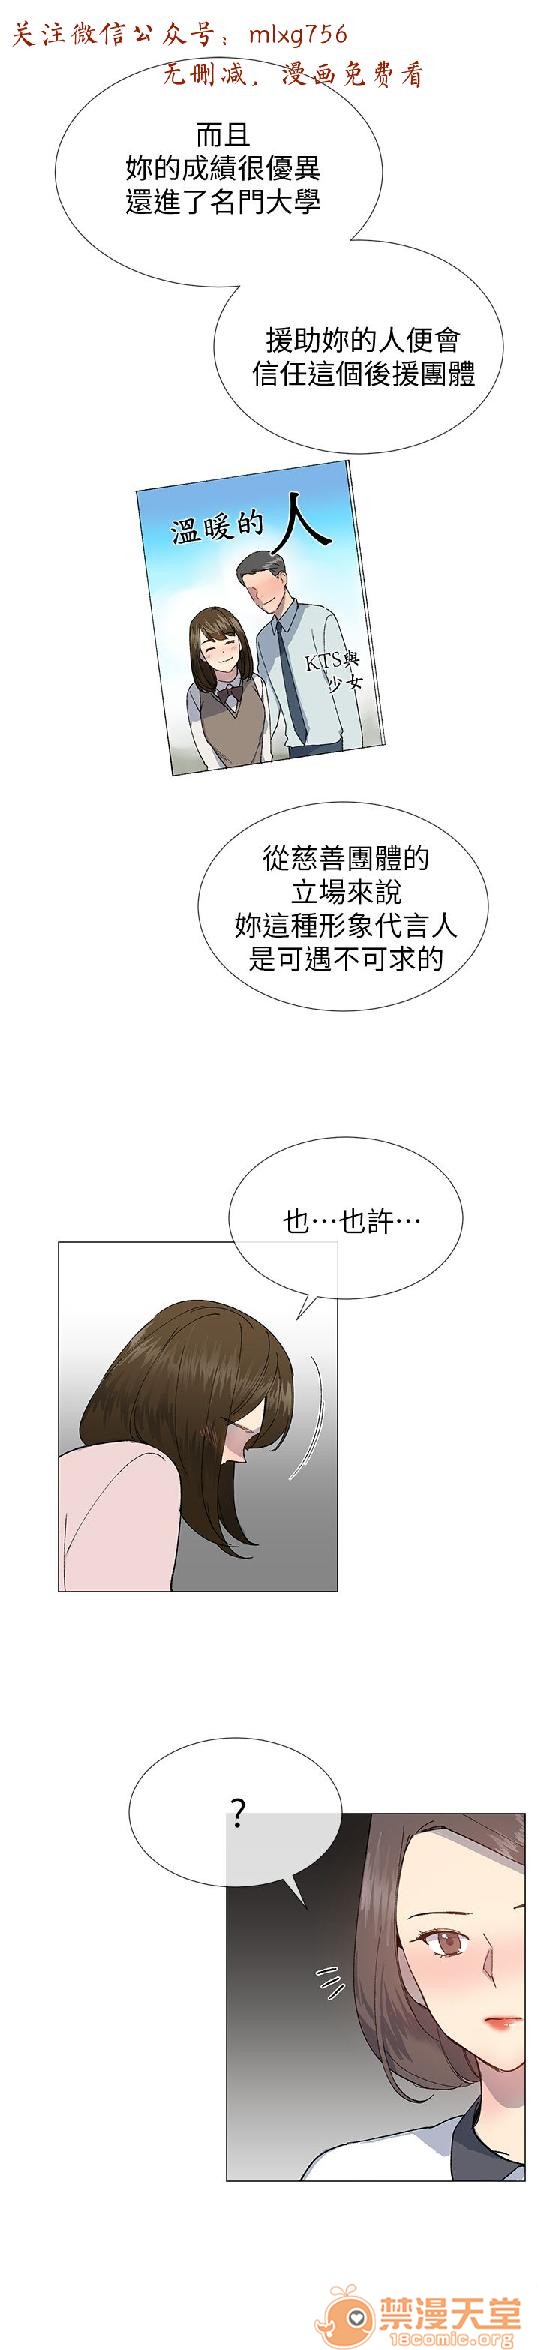 关注微信公众号：mlxg756
无删减．漫画免费看
而且
妳的成績很優異
還進了名門大學
援助妳的人便會
信任這個後援團體
溫暖的人
KTS與
少女
從慈善團體的
立場來說
妳這種形象代言人
是可遇不可求的
也…也許…
?
禁漫天堂
18comic.org